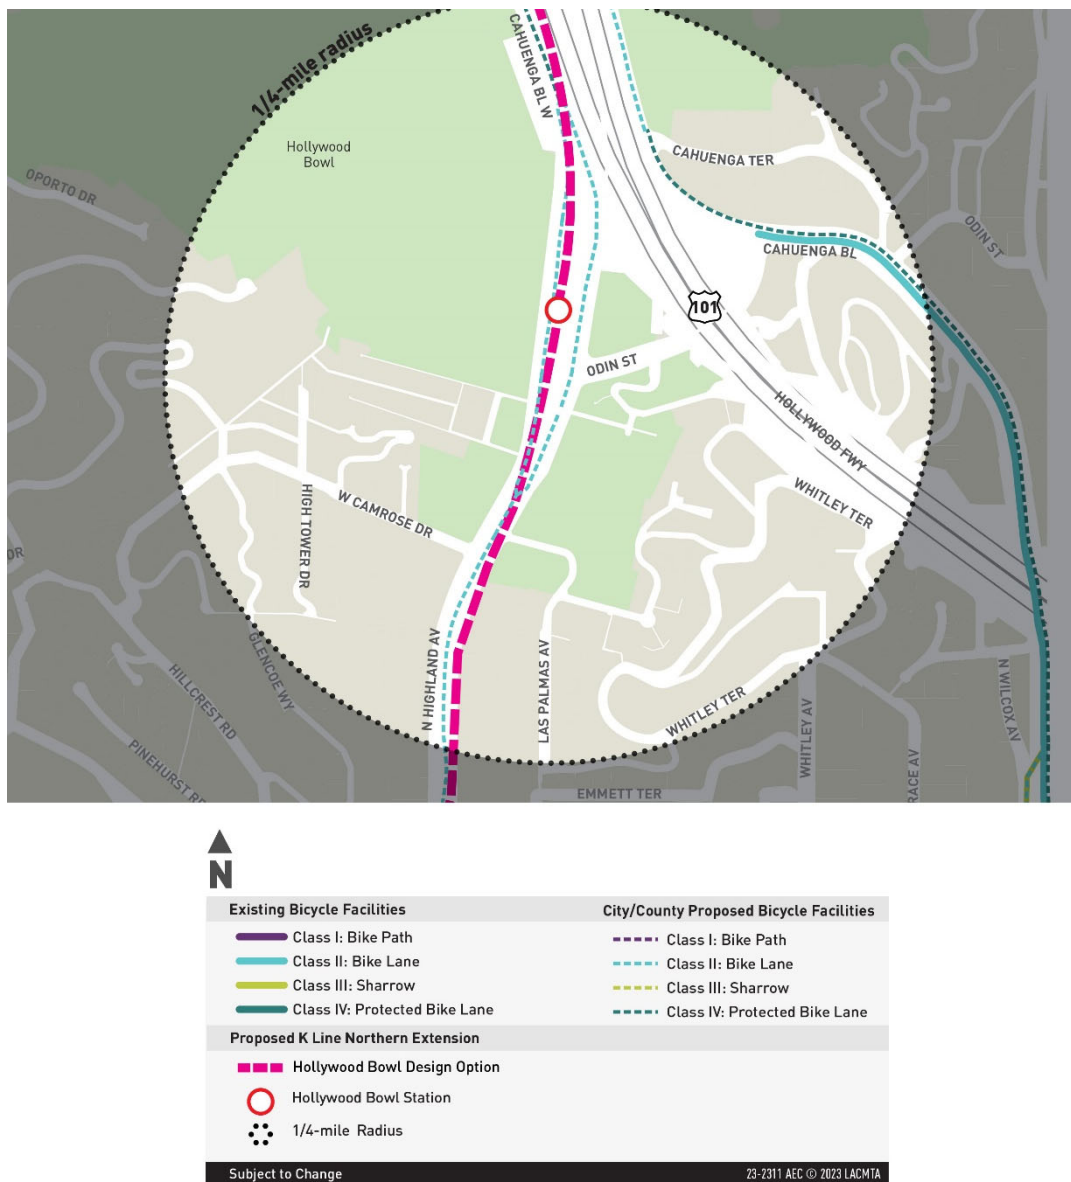 1/4-mile radius
CAHUENGA BL W
Hollywood
Bowl
CAHUENGA TER
OPORTO DR
ODIN ST
CAHUENGA BL
101
ODIN ST
HOLLYWOOD FWY
WHITLEY TER
HIGH TOWER DR
W CAMROSE DR
DR
GLENCOE WY
HILLCREST RD
N HIGHLAND AV
LAS PALMAS AV
WHITLEY TER
WHITLEY AV
N WILCOX AV
PINEHURST RD
EMMETT TER
RACE AV
N
Existing Bicycle Facilities
Class I: Bike Path
Class II: Bike Lane
Class III: Sharrow
Class IV: Protected Bike Lane
City/County Proposed Bicycle Facilities
Class I: Bike Path
Class II: Bike Lane
Class III: Sharrow
Class IV: Protected Bike Lane
Proposed K Line Northern Extension
Hollywood Bowl Design Option
Hollywood Bowl Station
1/4-mile Radius
Subject to Change
23-2311 AEC © 2023 LACMTA